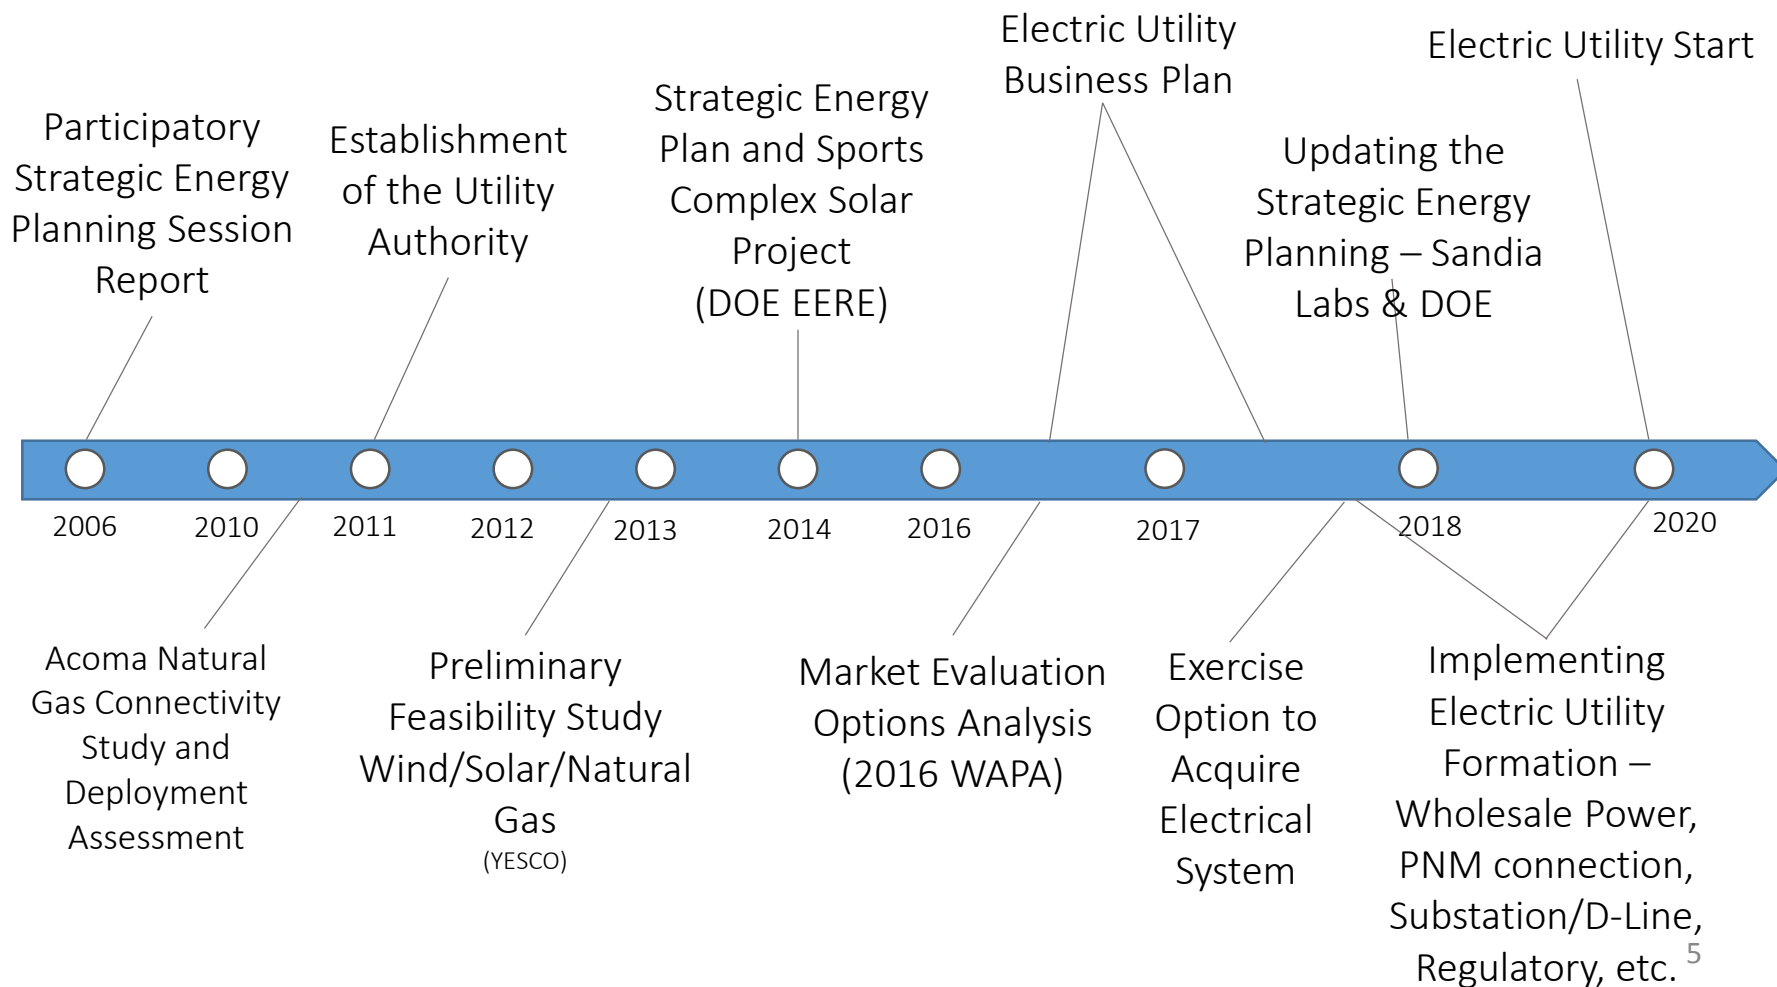 Participatory
Strategic Energy
Planning Session
Report
Establishment
of the Utility
Authority
Strategic Energy
Plan and Sports
Complex Solar
Project
(DOE EERE)
Electric Utility
Business Plan
Updating the
Strategic Energy
Planning – Sandia
Labs & DOE
Electric Utility Start
2006
2010
2011
2012
2013
2014
2016
2017
2018
2020
Acoma Natural
Gas Connectivity
Study and
Deployment
Assessment
Preliminary
Feasibility Study
Wind/Solar/Natural
Gas
(YESCO)
Market Evaluation
Options Analysis
(2016 WAPA)
Exercise
Option to
Acquire
Electrical
System
Implementing
Electric Utility
Formation –
Wholesale Power,
PNM connection,
Substation/D-Line,
Regulatory, etc.
5